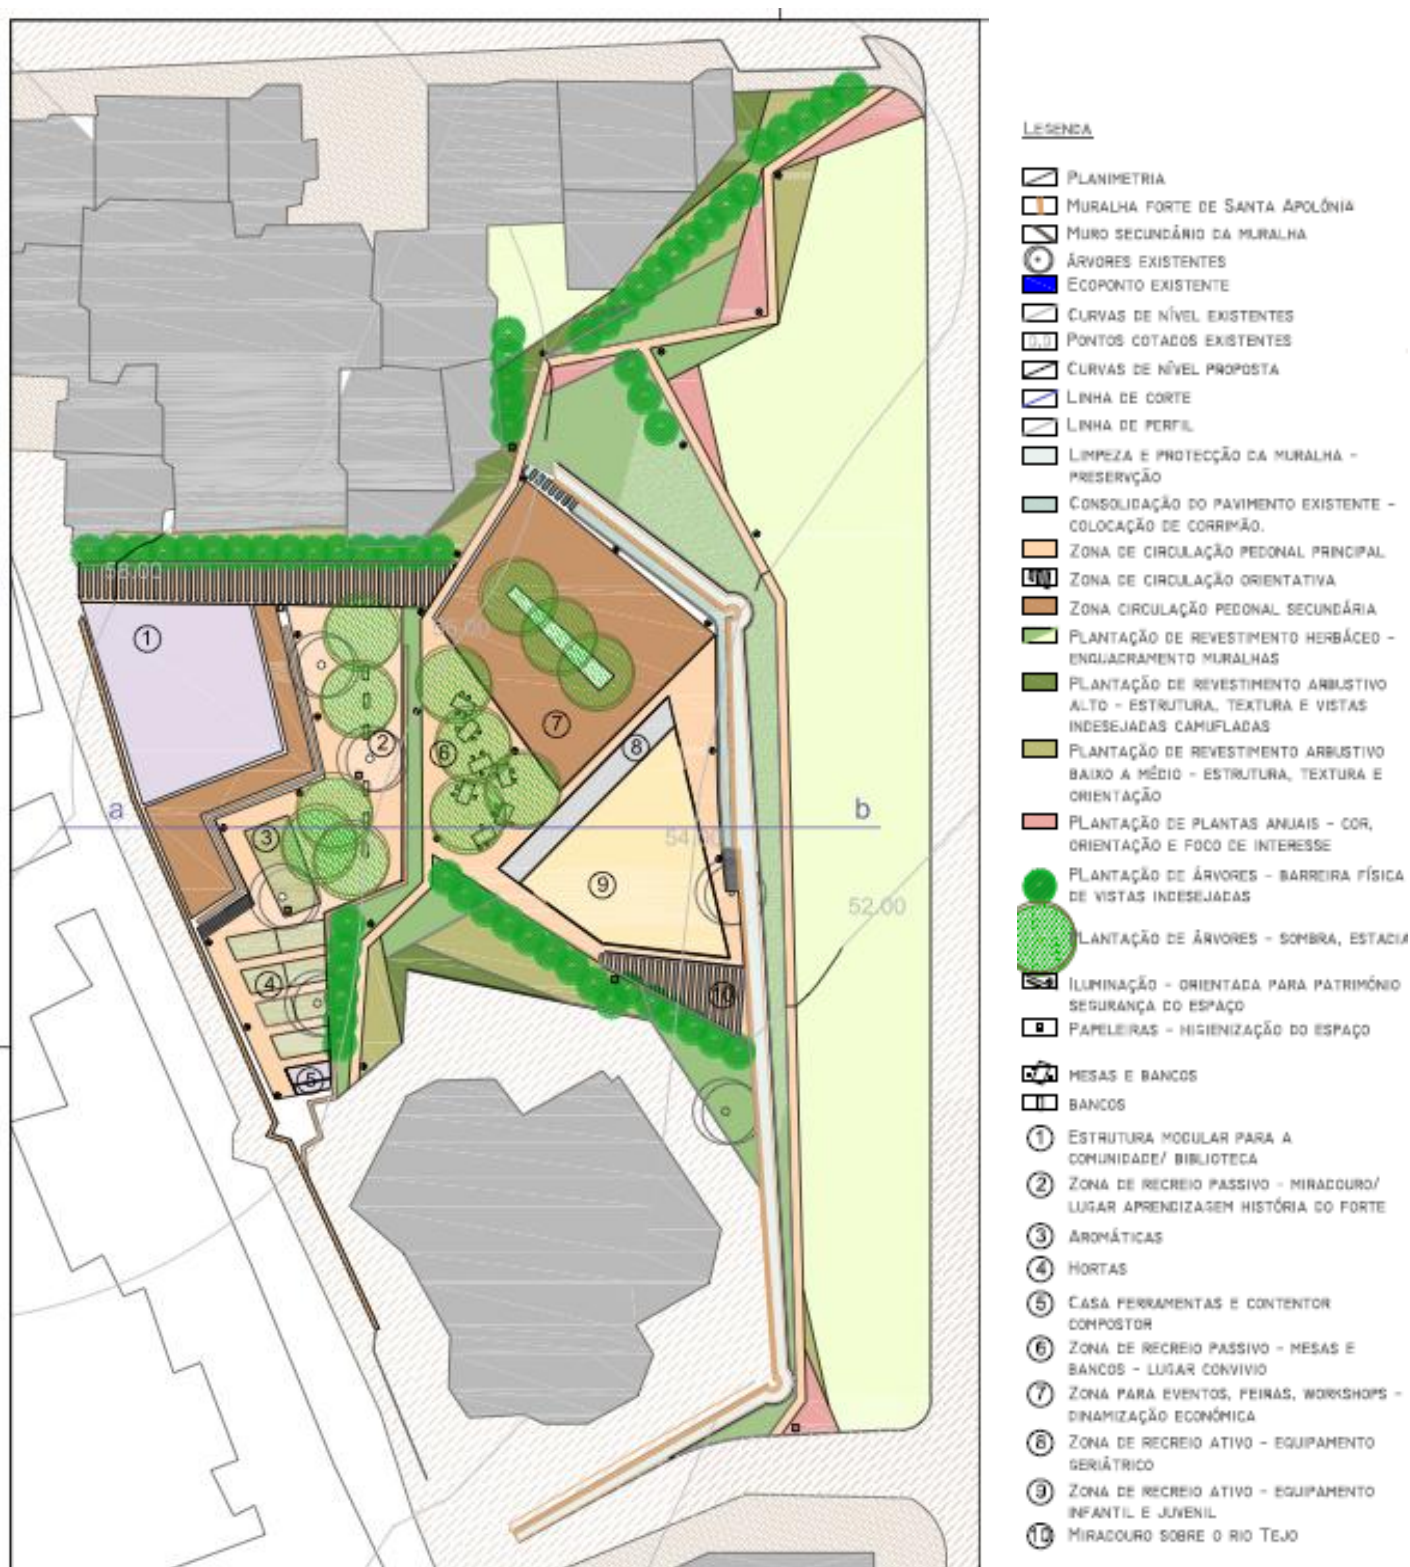 58.00
56.00
54.00
52.00
a
b
1
2
3
4
5
6
7
8
9
10
LEGENDA
PLANIMETRIA
MURALHA FORTE DE SANTA APOLÓNIA
MURO SECUNDÁRIO DA MURALHA
ÁRVORES EXISTENTES
ECOPONTO EXISTENTE
CURVAS DE NÍVEL EXISTENTES
0,0 PONTOS COTADOS EXISTENTES
CURVAS DE NÍVEL PROPOSTA
LINHA DE CORTE
LINHA DE PERFIL
LIMPEZA E PROTECÇÃO DA MURALHA -
PRESERVÇÃO
CONSOLIDAÇÃO DO PAVIMENTO EXISTENTE -
COLOCAÇÃO DE CORRIMÃO.
ZONA DE CIRCULAÇÃO PEDONAL PRINCIPAL
ZONA DE CIRCULAÇÃO ORIENTATIVA
ZONA CIRCULAÇÃO PEDONAL SECUNDÁRIA
PLANTAÇÃO DE REVESTIMENTO HERBÁCEO -
ENQUADRAMENTO MURALHAS
PLANTAÇÃO DE REVESTIMENTO ARBUSTIVO
ALTO - ESTRUTURA, TEXTURA E VISTAS
INDESEJADAS CAMUFLADAS
PLANTAÇÃO DE REVESTIMENTO ARBUSTIVO
BAIXO A MÉDIO - ESTRUTURA, TEXTURA E
ORIENTAÇÃO
PLANTAÇÃO DE PLANTAS ANUAIS - COR,
ORIENTAÇÃO E FOCO DE INTERESSE
PLANTAÇÃO DE ÁRVORES - BARREIRA FÍSICA
DE VISTAS INDESEJADAS
PLANTAÇÃO DE ÁRVORES - SOMBRA, ESTADIA
ILUMINAÇÃO - ORIENTADA PARA PATRIMÓNIO
SEGURANÇA DO ESPAÇO
PAPELEIRAS - HIGIENIZAÇÃO DO ESPAÇO
MESAS E BANCOS
BANCOS
1 ESTRUTURA MODULAR PARA A
COMUNIDADE/ BIBLIOTECA
2 ZONA DE RECREIO PASSIVO - MIRADOURO/
LUGAR APRENDIZAGEM HISTÓRIA DO FORTE
3 AROMÁTICAS
4 HORTAS
5 CASA FERRAMENTAS E CONTENTOR
COMPOSTOR
6 ZONA DE RECREIO PASSIVO - MESAS E
BANCOS - LUGAR CONVIVIO
7 ZONA PARA EVENTOS, FEIRAS, WORKSHOPS -
DINAMIZAÇÃO ECONÓMICA
8 ZONA DE RECREIO ATIVO - EQUIPAMENTO
GERIÁTRICO
9 ZONA DE RECREIO ATIVO - EQUIPAMENTO
INFANTIL E JUVENIL
10 MIRADOURO SOBRE O RIO TEJO